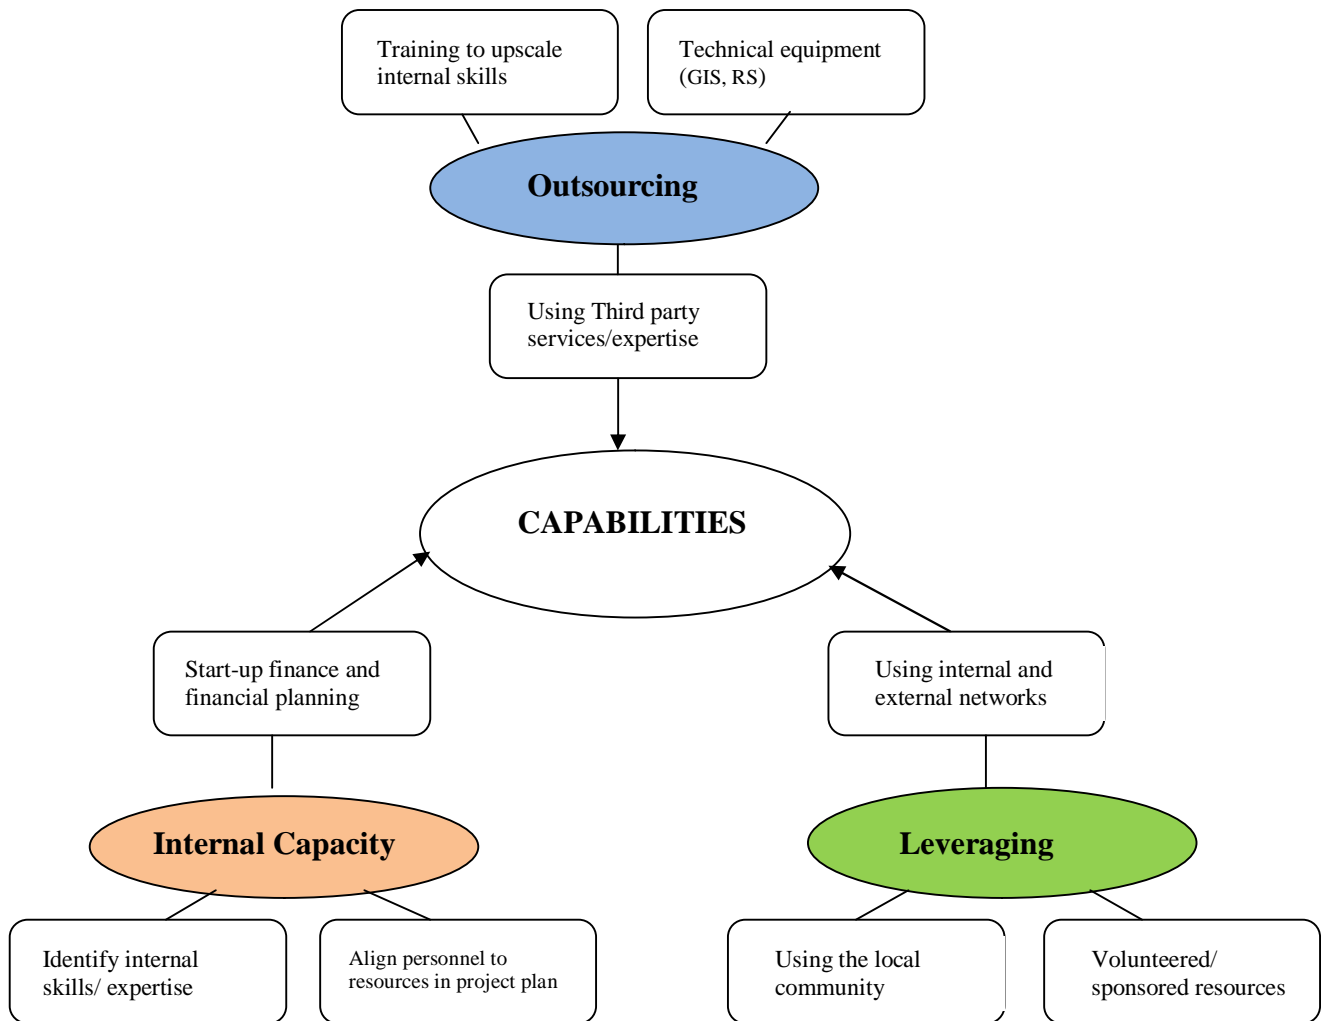 Training to upscale
internal skills
Technical equipment
(GIS, RS)
Outsourcing
Using Third party
services/expertise
CAPABILITIES
Start-up finance and
financial planning
Using internal and
external networks
Internal Capacity
Leveraging
Identify internal
skills/ expertise
Align personnel to
resources in project plan
Using the local
community
Volunteered/
sponsored resources